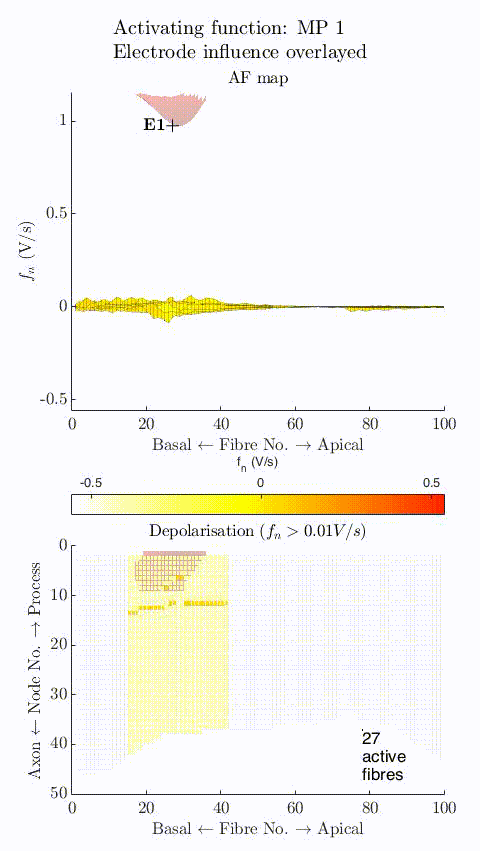 Activating function: MP 1
Electrode influence overlayed
AF map
1
E1
0.5
0
-0.5
fn (V/s)
0 20 40 60 80 100
Basal ← Fibre No. → Apical
fn (V/s)
-0.5 0 0.5
Depolarisation (fn > 0.01V/s)
0
10
20
30
40
50
Axon ← Node No. → Process
27
active
fibres
0 20 40 60 80 100
Basal ← Fibre No. → Apical